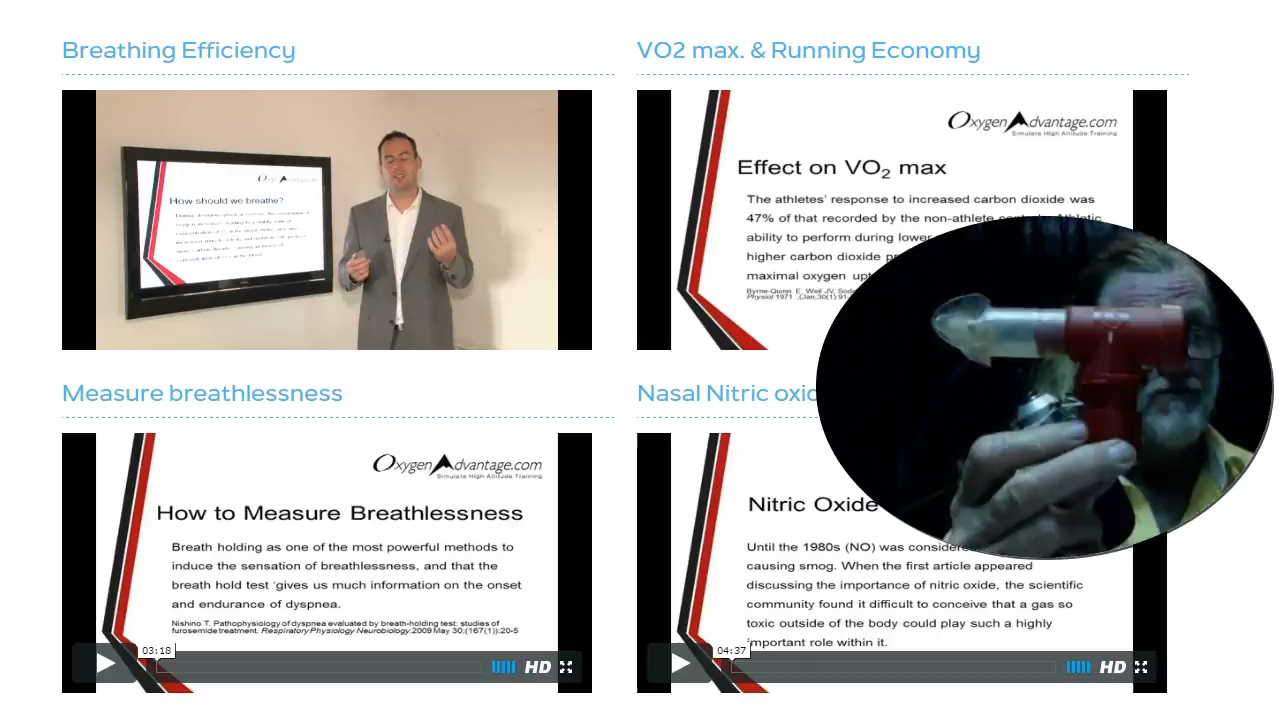 Breathing Efficiency
VO2 max. & Running Economy
OxygenAdvantage.com
How should we breathe?
OxygenAdvantage.com
Simulate High Altitude Training
Effect on VO2 max
The athletes' response to increased carbon dioxide was
47% of that recorded by the non-athlete
ability to perform during lower
higher carbon dioxide
maximal oxygen
Byrne-Quinn E, Weil JV,
Physiol.1971
Measure breathlessness
Nasal Nitric
OxygenAdvantage.com
Simulate High Altitude Training
How to Measure Breathlessness
Breath holding as one of the most powerful methods to
induce the sensation of breathlessness, and that the
breath hold test 'gives us much information on the onset
and endurance of dyspnea.
Nishino T. Pathophysiology of dyspnea evaluated by breath-holding test: studies of
furosemide treatment. Respiratory Physiology Neurobiology.2009 May 30;(167(1)):20-5
03:18
HD
Nitric Oxide
Until the 1980s (NO) was
causing smog. When the first article appeared
discussing the importance of nitric oxide, the scientific
community found it difficult to conceive that a gas so
toxic outside of the body could play such a highly
important role within it.
04:37
HD